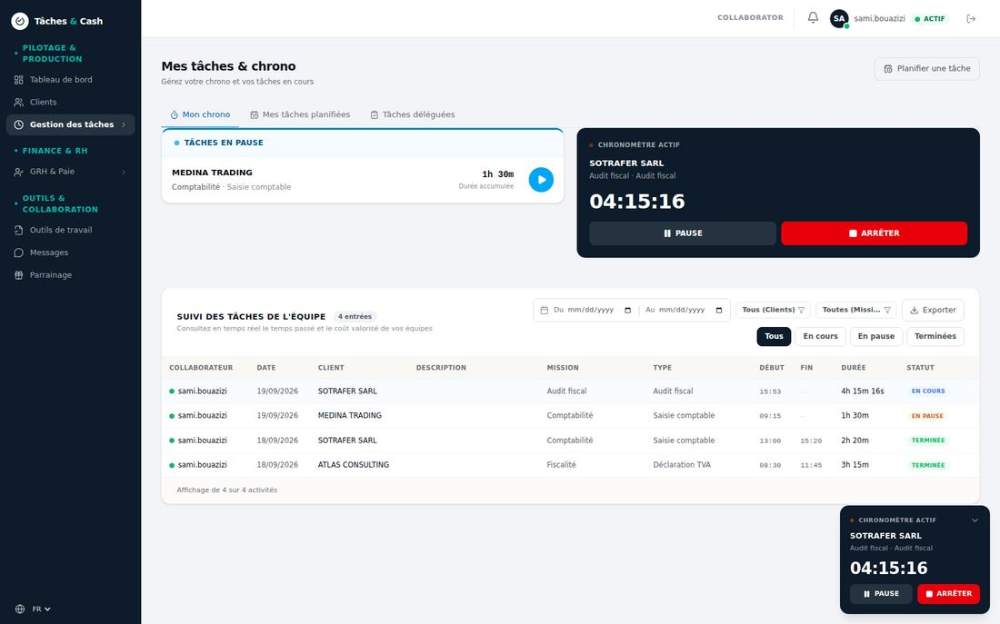 Tâches & Cash
PILOTAGE &
PRODUCTION
Tableau de bord
Clients
Gestion des tâches
FINANCE & RH
GRH & Paie
OUTILS &
COLLABORATION
Outils de travail
Messages
Parrainage
FR
COLLABORATOR
SA
sami.bouazizi
ACTIF
Mes tâches & chrono
Gérez votre chrono et vos tâches en cours
Planifier une tâche
Mon chrono
Mes tâches planifiées
Tâches déléguées
TÂCHES EN PAUSE
MEDINA TRADING
Comptabilité · Saisie comptable
1h 30m
Durée accumulée
CHRONOMÈTRE ACTIF
SOTRAFER SARL
Audit fiscal · Audit fiscal
04:15:16
PAUSE
ARRÊTER
SUIVI DES TÂCHES DE L'ÉQUIPE 4 entrées
Consultez en temps réel le temps passé et le coût valorisé de vos équipes
Du mm/dd/yyyy Au mm/dd/yyyy
Tous (Clients)
Toutes (Missi...
Exporter
Tous
En cours
En pause
Terminées
COLLABORATEUR DATE CLIENT DESCRIPTION MISSION TYPE DÉBUT FIN DURÉE STATUT
sami.bouazizi 19/09/2026 SOTRAFER SARL Audit fiscal Audit fiscal 15:53 – 4h 15m 16s EN COURS
sami.bouazizi 19/09/2026 MEDINA TRADING Comptabilité Saisie comptable 09:15 – 1h 30m EN PAUSE
sami.bouazizi 18/09/2026 SOTRAFER SARL Comptabilité Saisie comptable 13:00 15:20 2h 20m TERMINÉE
sami.bouazizi 18/09/2026 ATLAS CONSULTING Fiscalité Déclaration TVA 08:30 11:45 3h 15m TERMINÉE
Affichage de 4 sur 4 activités
CHRONOMÈTRE ACTIF
SOTRAFER SARL
Audit fiscal · Audit fiscal
04:15:16
PAUSE
ARRÊTER